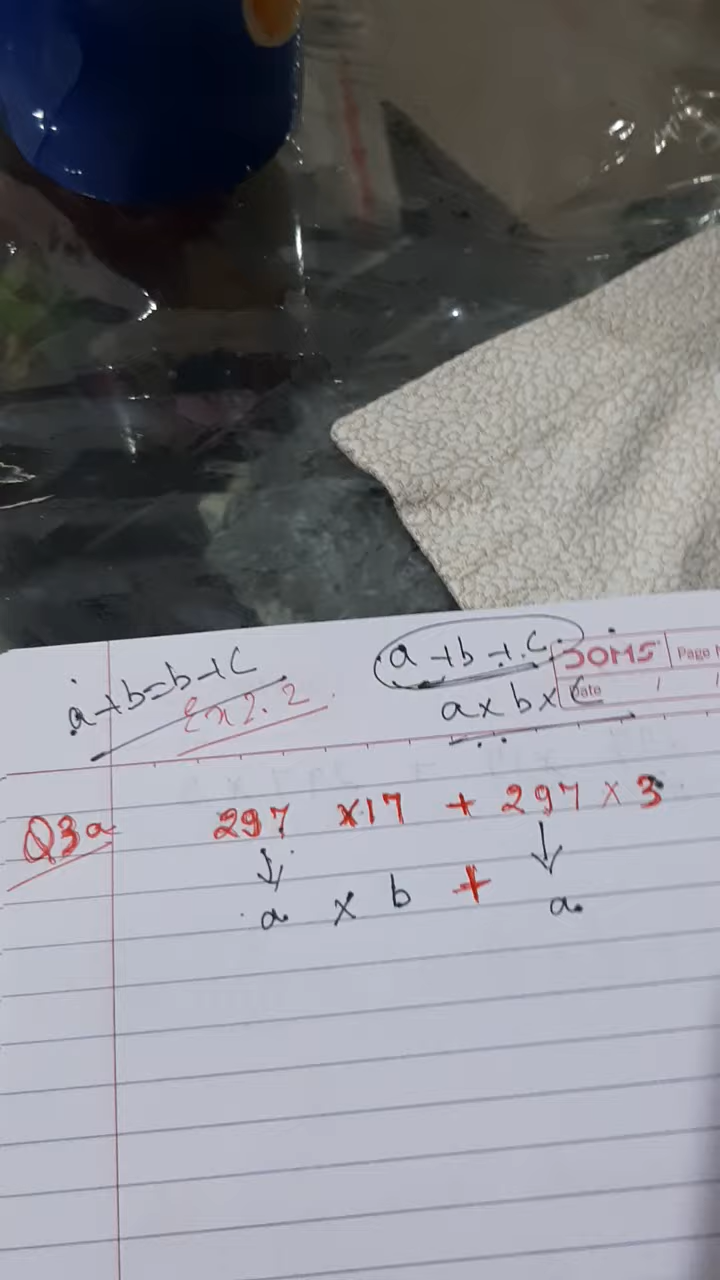 a+b=b+c
(a+b+c)
DOMS Page N
Ex 2.2
a×b×c
Date / /
Q3a 297 ×17 + 297 × 3
↓ ↓
a × b + a